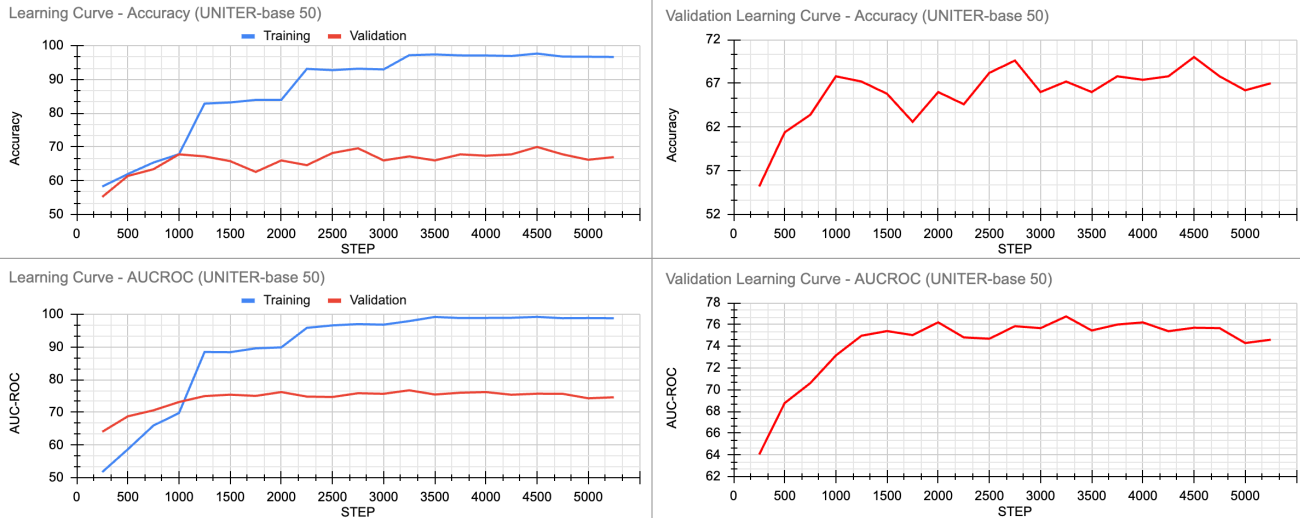 Learning Curve - Accuracy (UNITER-base 50)
Training Validation
Accuracy
100
90
80
70
60
50
0 500 1000 1500 2000 2500 3000 3500 4000 4500 5000
STEP
Validation Learning Curve - Accuracy (UNITER-base 50)
Accuracy
72
67
62
57
52
0 500 1000 1500 2000 2500 3000 3500 4000 4500 5000
STEP
Learning Curve - AUCROC (UNITER-base 50)
Training Validation
AUC-ROC
100
90
80
70
60
50
0 500 1000 1500 2000 2500 3000 3500 4000 4500 5000
STEP
Validation Learning Curve - AUCROC (UNITER-base 50)
AUC-ROC
78
76
74
72
70
68
66
64
62
0 500 1000 1500 2000 2500 3000 3500 4000 4500 5000
STEP